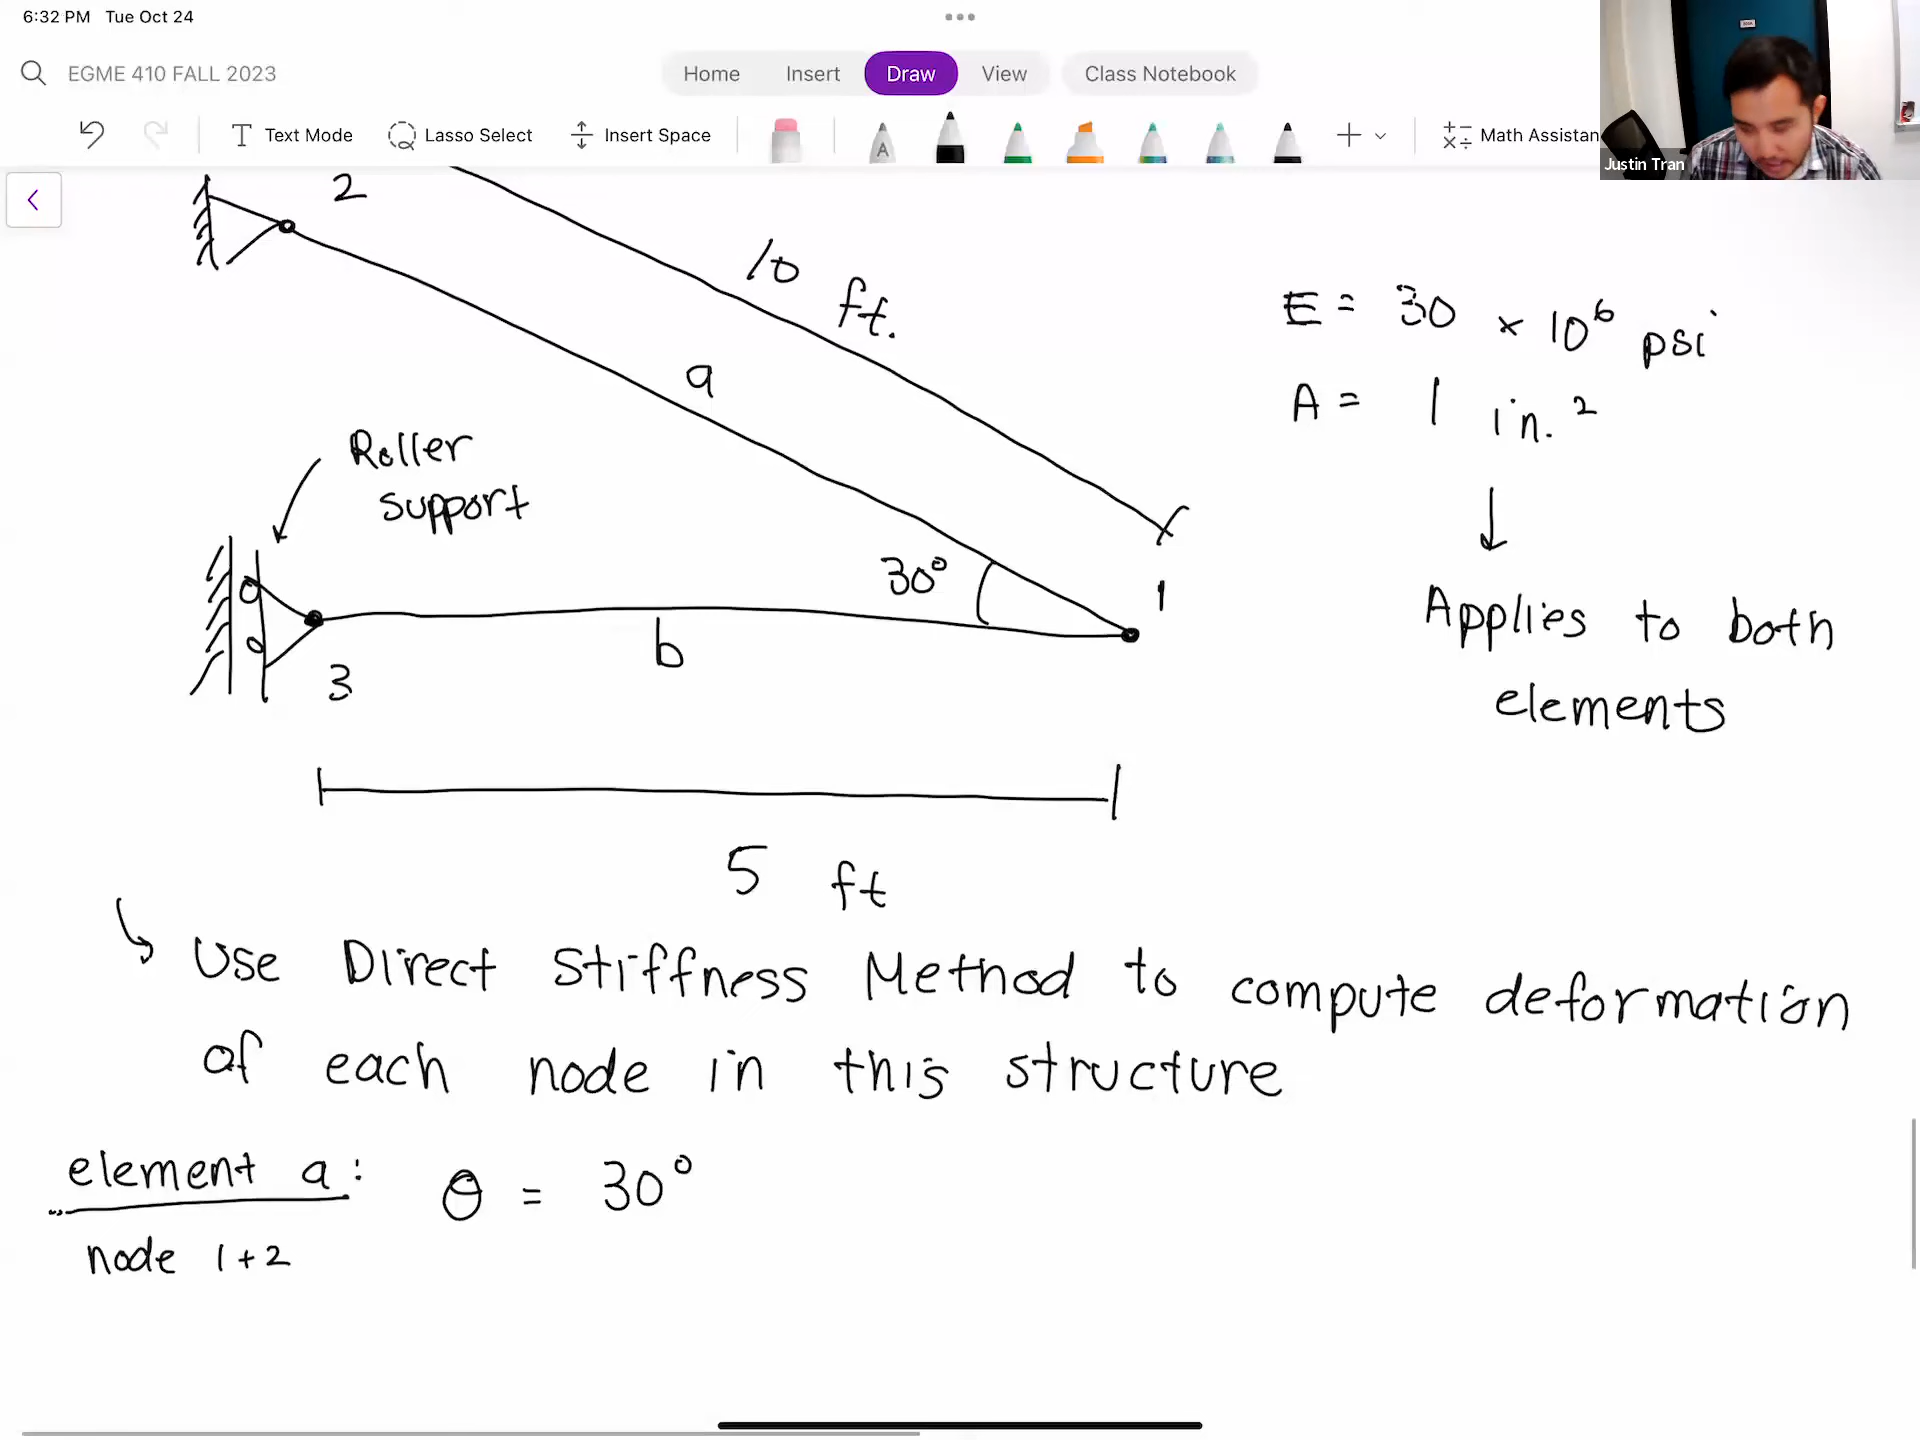 6:32 PM Tue Oct 24
EGME 410 FALL 2023
Home Insert Draw View Class Notebook
Text Mode Lasso Select Insert Space Math Assistan
A
Justin Tran
2
10 ft.
E = 30 × 10⁶ psi
a
A = 1 in.²
Roller
support
30°
1
Applies to both
b
3
elements
5 ft
Use Direct Stiffness Method to compute deformation
of each node in this structure
element a: θ = 30°
node 1+2